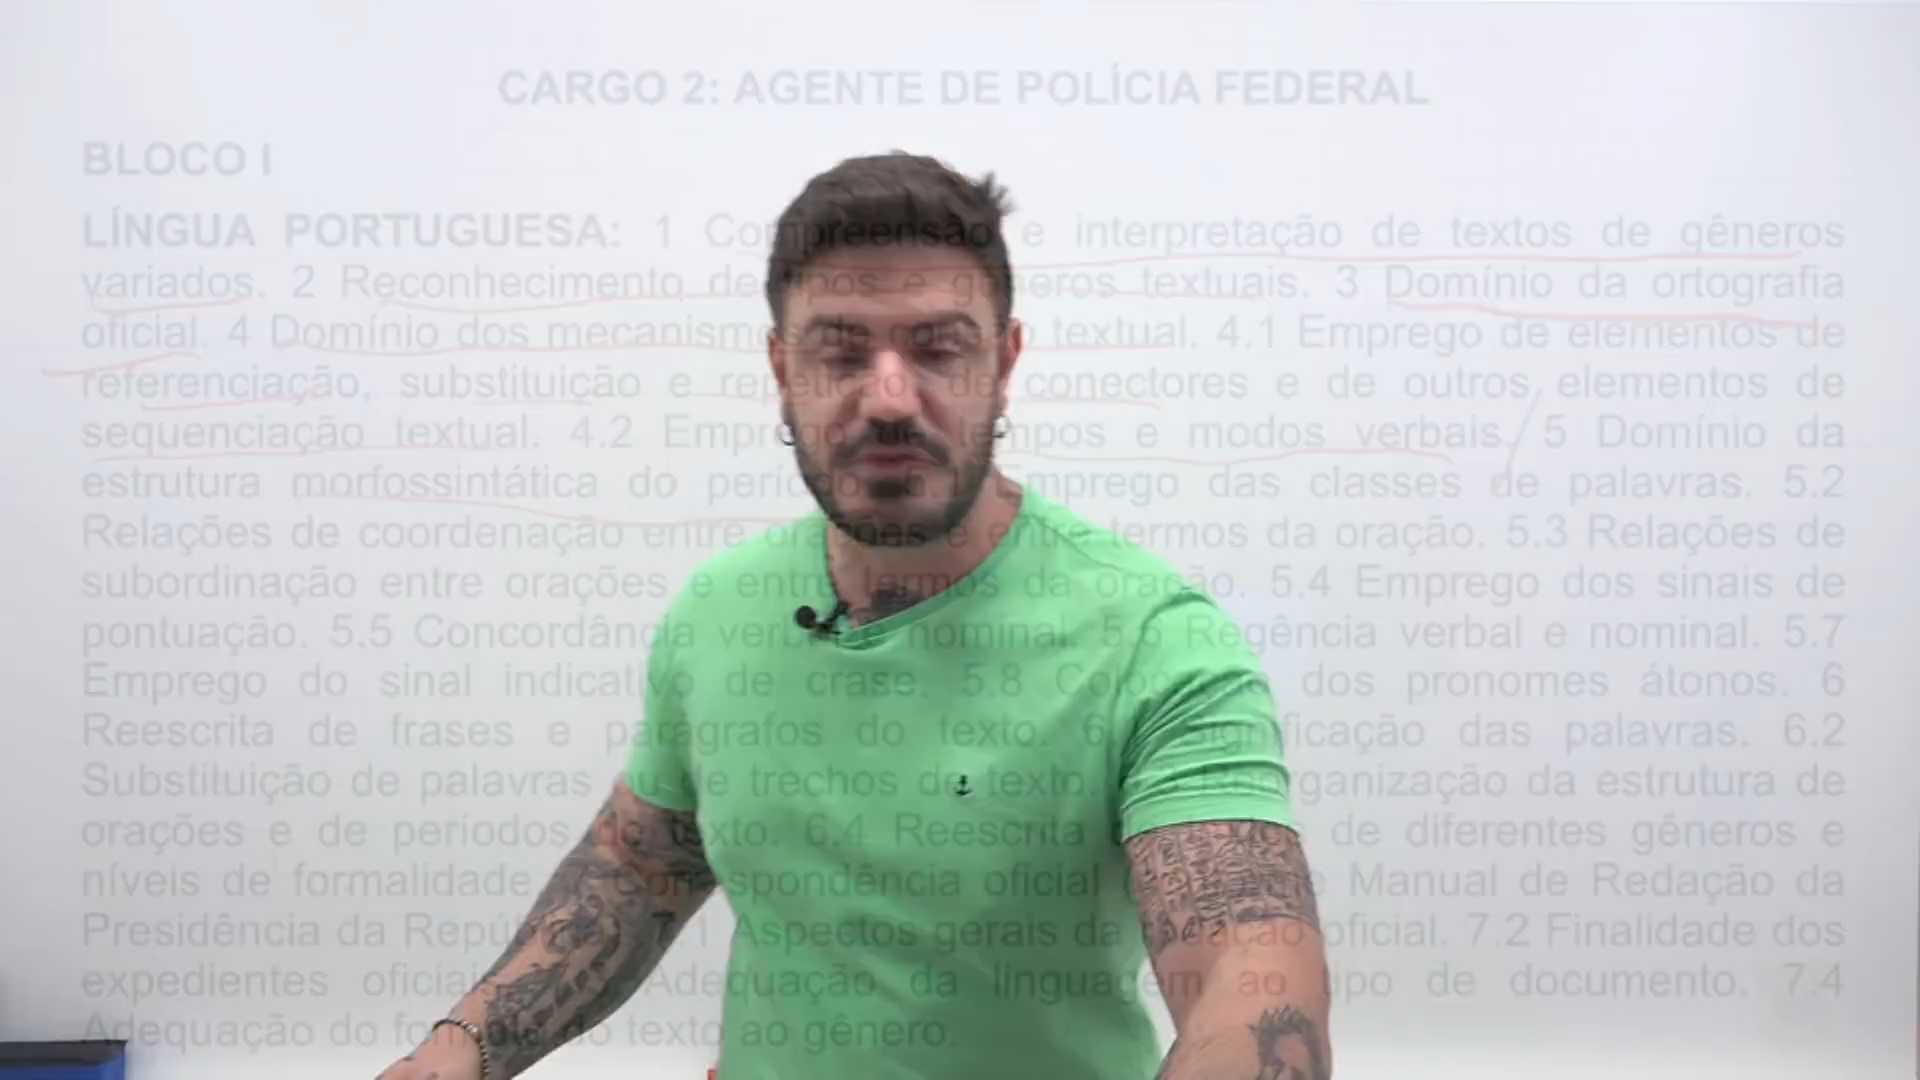 CARGO 2: AGENTE DE POLÍCIA FEDERAL
BLOCO I
LÍNGUA PORTUGUESA: 1 Compreensão e interpretação de textos de gêneros
variados. 2 Reconhecimento de tipos e gêneros textuais. 3 Domínio da ortografia
oficial. 4 Domínio dos mecanismos textual. 4.1 Emprego de elementos de
referenciação, substituição e repetição, de conectores e de outros elementos de
sequenciação textual. 4.2 Emprego tempos e modos verbais. 5 Domínio da
estrutura morfossintática do período. Emprego das classes de palavras. 5.2
Relações de coordenação entre orações e entre termos da oração. 5.3 Relações de
subordinação entre orações e entre termos da oração. 5.4 Emprego dos sinais de
pontuação. 5.5 Concordância verbal e nominal. 5.6 Regência verbal e nominal. 5.7
Emprego do sinal indicativo de crase. 5.8 Colocação dos pronomes átonos. 6
Reescrita de frases e parágrafos do texto. Significação das palavras. 6.2
Substituição de palavras ou de trechos de texto. Reorganização da estrutura de
orações e de períodos do texto. 6.4 Reescrita de diferentes gêneros e
níveis de formalidade Correspondência oficial Manual de Redação da
Presidência da República). 7.1 Aspectos gerais da redação oficial. 7.2 Finalidade dos
expedientes oficiais. Adequação da linguagem ao tipo de documento. 7.4
Adequação do formato do texto ao gênero.